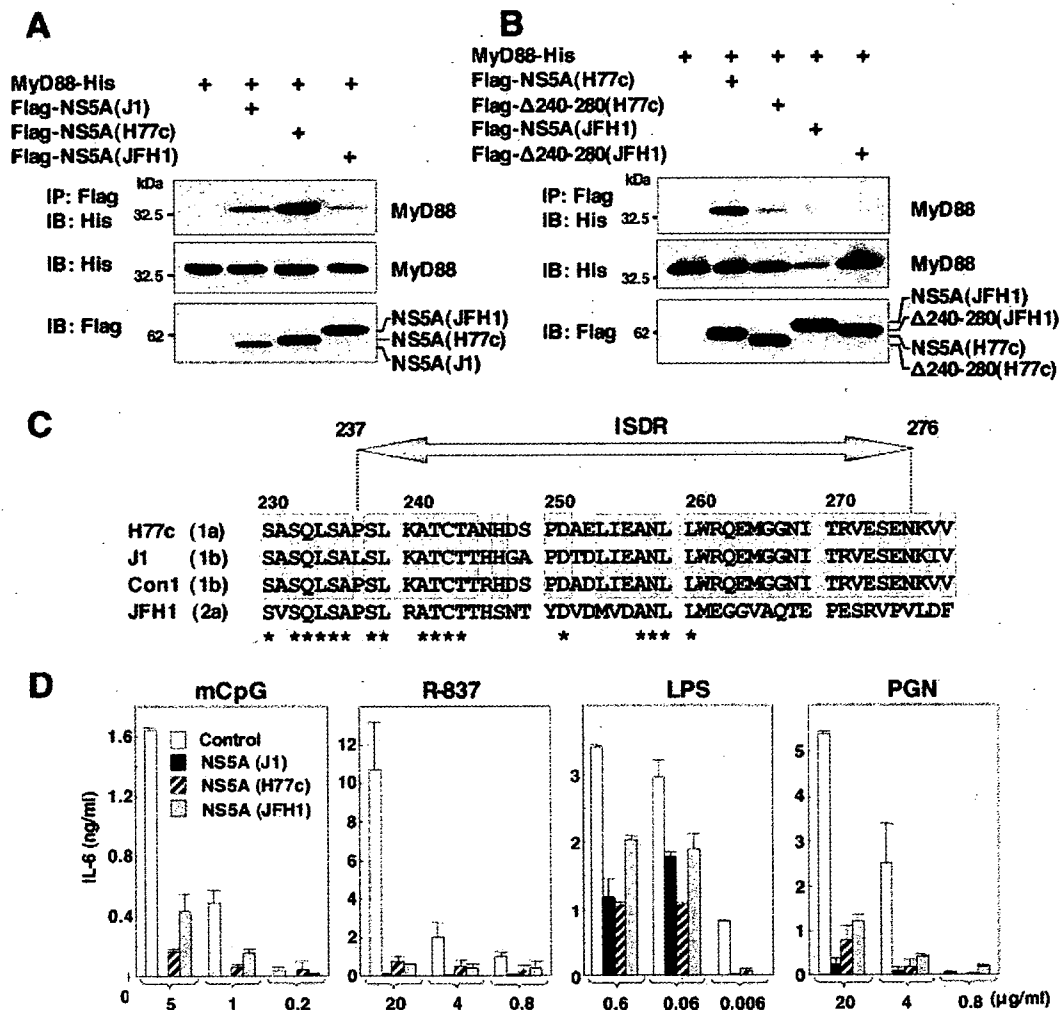 A
MyD88-His + + + +
Flag-NS5A(J1) +
Flag-NS5A(H77c) +
Flag-NS5A(JFH1) +
kDa
IP: Flag
IB: His
32.5
MyD88
IB: His
32.5
MyD88
IB: Flag
62
NS5A(JFH1)
NS5A(H77c)
NS5A(J1)
B
MyD88-His + + + + +
Flag-NS5A(H77c) +
Flag-Δ240-280(H77c) +
Flag-NS5A(JFH1) +
Flag-Δ240-280(JFH1) +
kDa
IP: Flag
IB: His
32.5
MyD88
IB: His
32.5
MyD88
IB: Flag
62
NS5A(JFH1)
Δ240-280(JFH1)
NS5A(H77c)
Δ240-280(H77c)
C
237 ISDR 276
230 240 250 260 270
H77c (1a) SASQLSAPSL KATCTANHDS PDAELIEANL LWRQEMGGNI TRVESENKVV
J1 (1b) SASQLSALSL KATCTTHHGA PDTDLIEANL LWRQEMGGNI TRVESENKIV
Con1 (1b) SASQLSAPSL KATCTTRHDS PDADLIEANL LWRQEMGGNI TRVESENKVV
JFH1 (2a) SVSQLSAPSL RATCTTHSNT YDVDMVDANL LMEGGVAQTE PESRVPVLDF
* ***** ** **** * *** *
D
mCpG
IL-6 (ng/ml)
1.6
1.2
0.8
0.4
0
Control
NS5A (J1)
NS5A (H77c)
NS5A (JFH1)
5 1 0.2
R-837
12
10
8
6
4
2
0
20 4 0.8
LPS
3
2
1
0
0.6 0.06 0.006
PGN
5
4
3
2
1
0
20 4 0.8 (μg/ml)